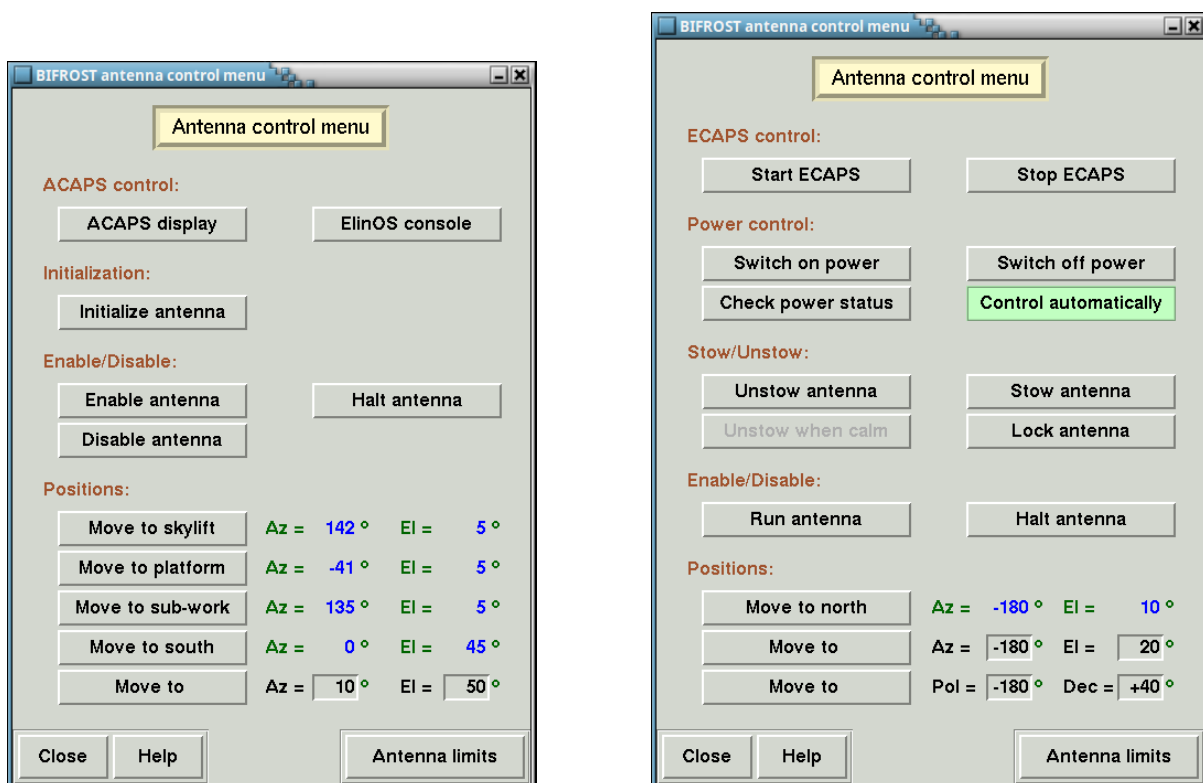 BIFROST antenna control menu
Antenna control menu
ACAPS control:
ACAPS display ElinOS console
Initialization:
Initialize antenna
Enable/Disable:
Enable antenna Halt antenna
Disable antenna
Positions:
Move to skylift Az = 142 ° El = 5 °
Move to platform Az = -41 ° El = 5 °
Move to sub-work Az = 135 ° El = 5 °
Move to south Az = 0 ° El = 45 °
Move to Az = 10 ° El = 50 °
Close Help Antenna limits
BIFROST antenna control menu
Antenna control menu
ECAPS control:
Start ECAPS Stop ECAPS
Power control:
Switch on power Switch off power
Check power status Control automatically
Stow/Unstow:
Unstow antenna Stow antenna
Unstow when calm Lock antenna
Enable/Disable:
Run antenna Halt antenna
Positions:
Move to north Az = -180 ° El = 10 °
Move to Az = -180 ° El = 20 °
Move to Pol = -180 ° Dec = +40 °
Close Help Antenna limits